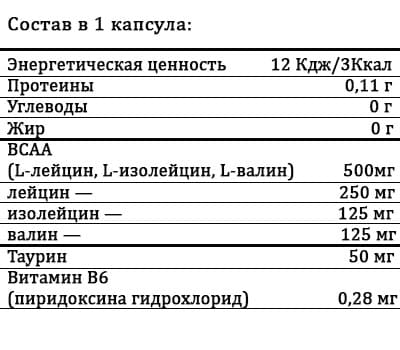 Состав в 1 капсула:
Энергетическая ценность 12 Кдж/3Ккал
Протеины 0,11 г
Углеводы 0 г
Жир 0 г
BCAA
(L-лейцин, L-изолейцин, L-валин) 500мг
лейцин — 250 мг
изолейцин — 125 мг
валин — 125 мг
Таурин 50 мг
Витамин B6
(пиридоксина гидрохлорид) 0,28 мг